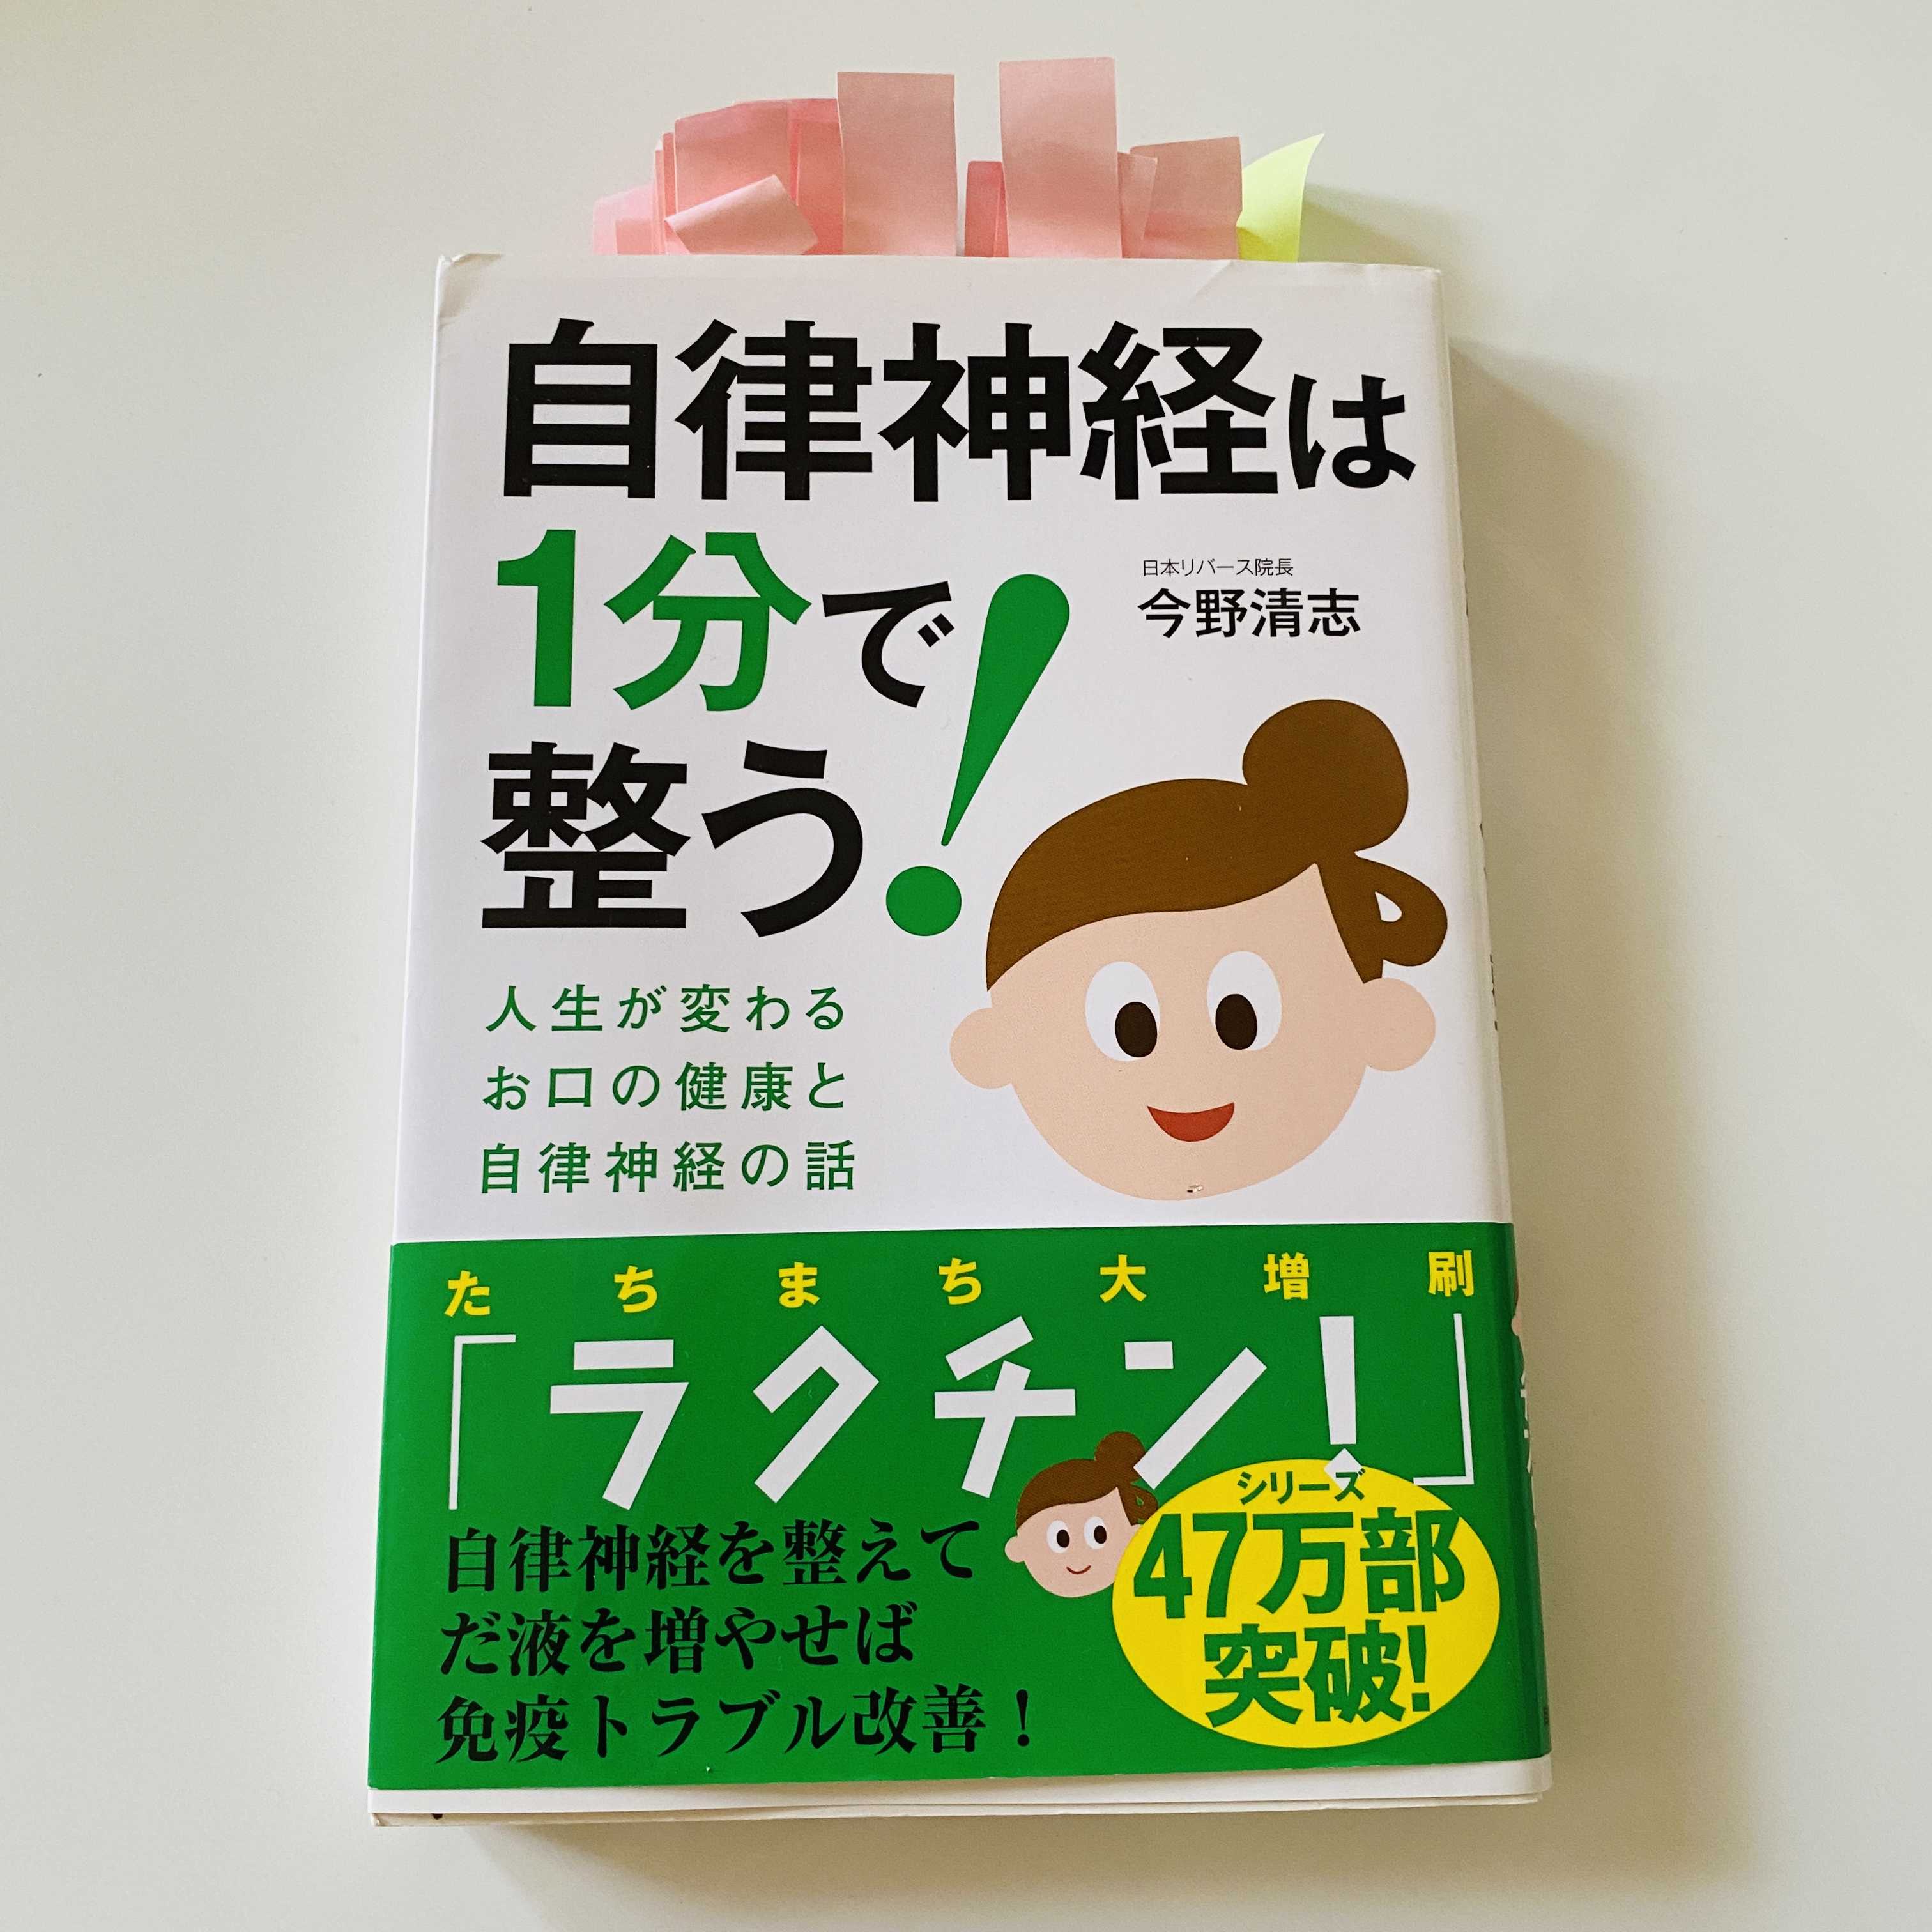 自律神経は
1分で
整う!
日本リバース院長
今野清志
人生が変わる
お口の健康と
自律神経の話
たちまち大増刷
「ラクチン!」
自律神経を整えて
だ液を増やせば
免疫トラブル改善!
シリーズ
47万部
突破!